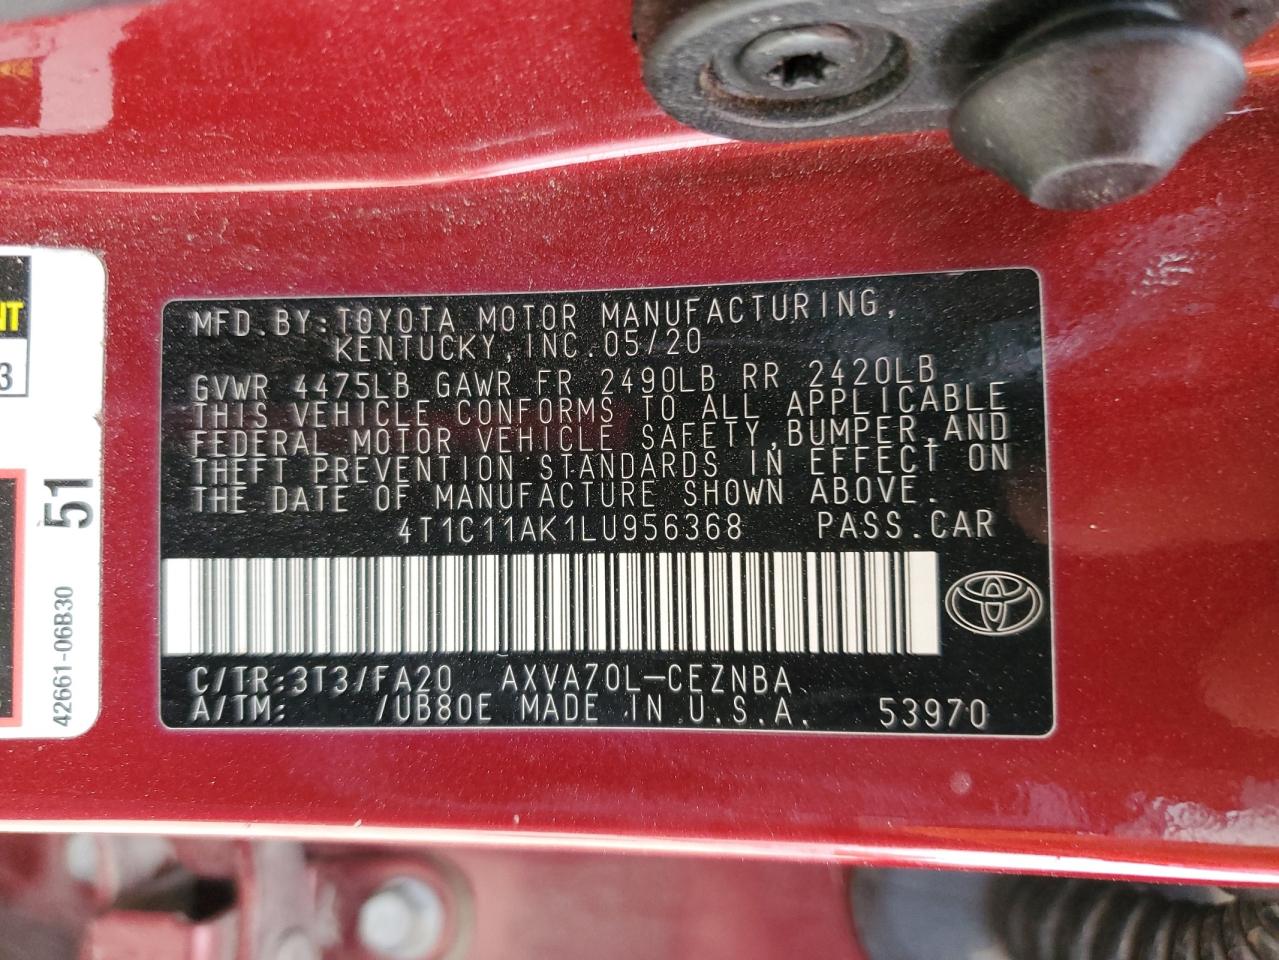 MFD.BY:TOYOTA MOTOR MANUFACTURING,
KENTUCKY,INC.05/20
GVWR 4475LB GAWR FR 2490LB RR 2420LB
THIS VEHICLE CONFORMS TO ALL APPLICABLE
FEDERAL MOTOR VEHICLE SAFETY,BUMPER,AND
THEFT PREVENTION STANDARDS IN EFFECT ON
THE DATE OF MANUFACTURE SHOWN ABOVE.
4T1C11AK1LU956368 PASS.CAR
C/TR:3T3/FA20 AXVA70L-CEZNBA
A/TM: /UB80E MADE IN U.S.A. 53970
NT
3
51
42661-06B30